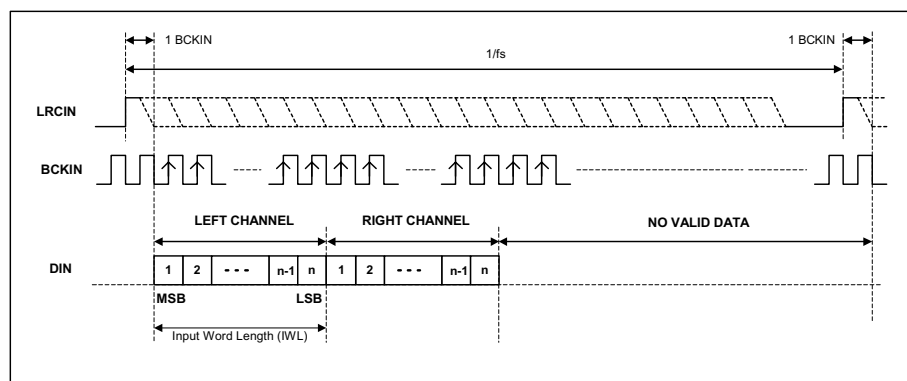 1 BCKIN
1 BCKIN
1/fs
LRCIN
BCKIN
LEFT CHANNEL
RIGHT CHANNEL
NO VALID DATA
DIN
1 2 n-1 n 1 2 n-1 n
MSB
LSB
Input Word Length (IWL)